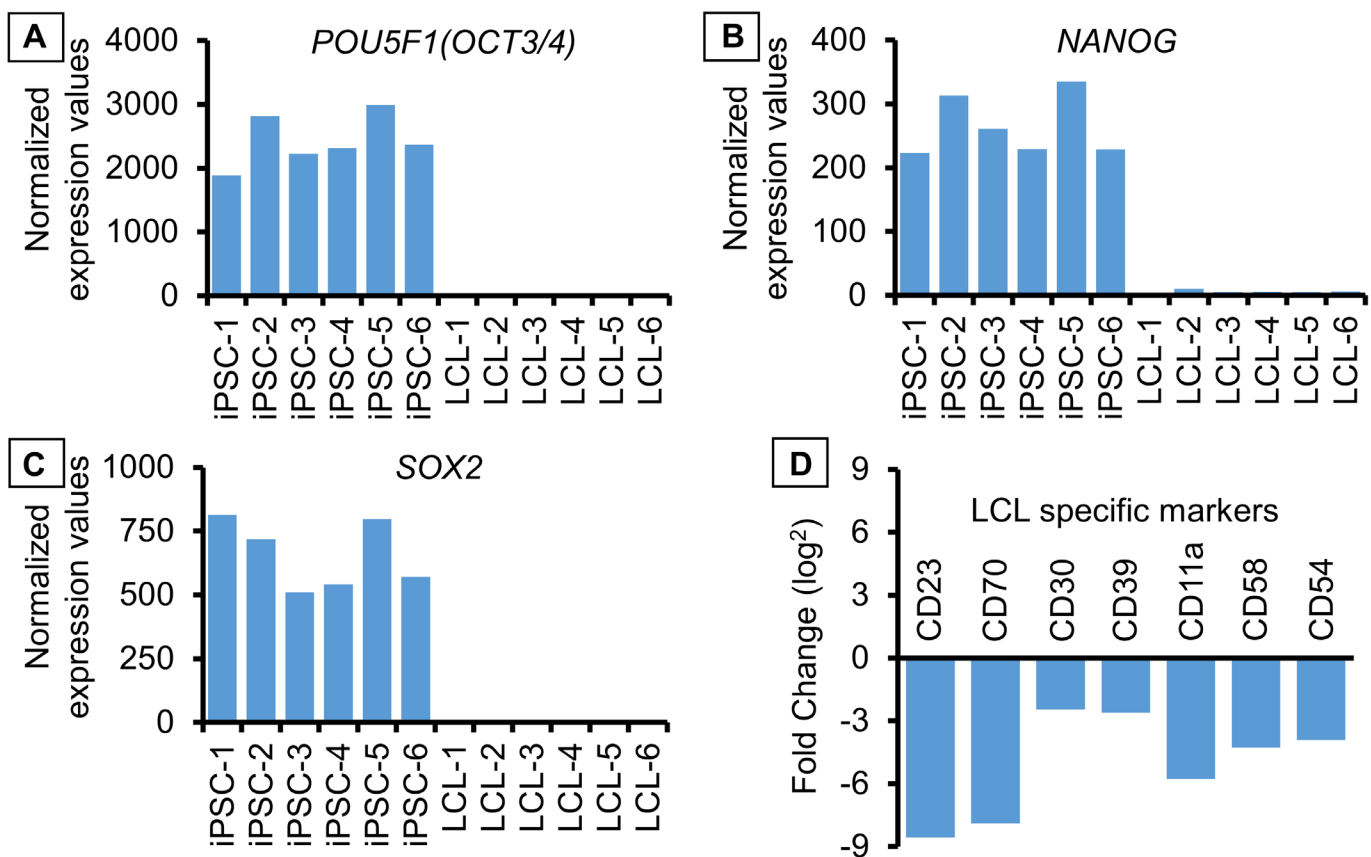 A
POU5F1(OCT3/4)
Normalized
expression values
4000
3000
2000
1000
0
iPSC-1
iPSC-2
iPSC-3
iPSC-4
iPSC-5
iPSC-6
LCL-1
LCL-2
LCL-3
LCL-4
LCL-5
LCL-6
B
NANOG
Normalized
expression values
400
300
200
100
0
iPSC-1
iPSC-2
iPSC-3
iPSC-4
iPSC-5
iPSC-6
LCL-1
LCL-2
LCL-3
LCL-4
LCL-5
LCL-6
C
SOX2
Normalized
expression values
1000
750
500
250
0
iPSC-1
iPSC-2
iPSC-3
iPSC-4
iPSC-5
iPSC-6
LCL-1
LCL-2
LCL-3
LCL-4
LCL-5
LCL-6
D
LCL specific markers
Fold Change (log²)
9
6
3
0
-3
-6
-9
CD23
CD70
CD30
CD39
CD11a
CD58
CD54